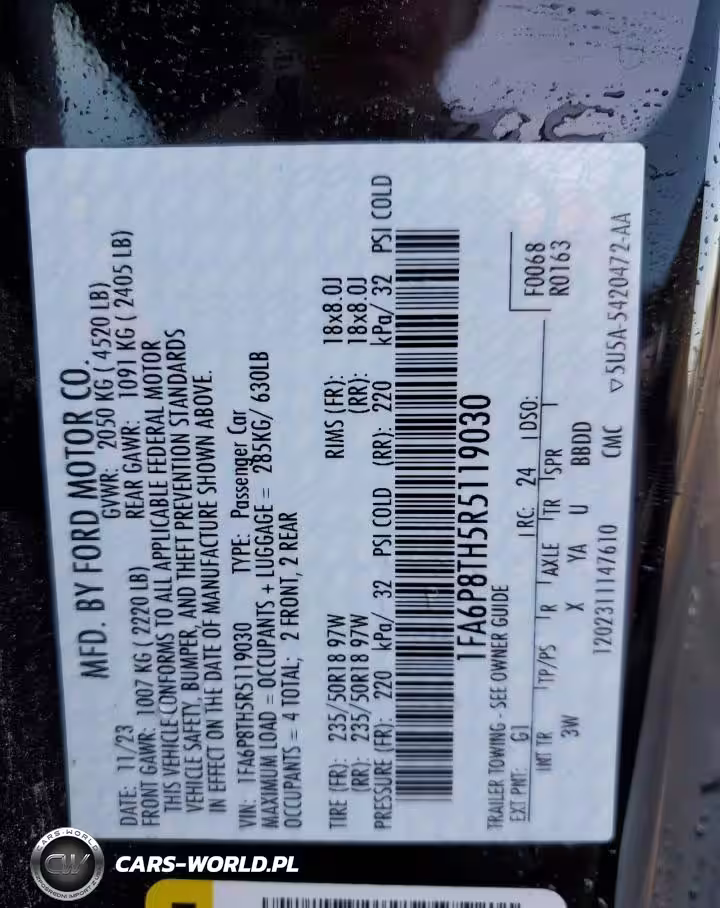 MFD. BY FORD MOTOR CO.
DATE: 11/23 GVWR: 2050 KG ( 4520 LB)
FRONT GAWR: 1007 KG ( 2220 LB) REAR GAWR: 1091 KG ( 2405 LB)
THIS VEHICLE CONFORMS TO ALL APPLICABLE FEDERAL MOTOR
VEHICLE SAFETY, BUMPER, AND THEFT PREVENTION STANDARDS
IN EFFECT ON THE DATE OF MANUFACTURE SHOWN ABOVE.
VIN: 1FA6P8TH5R5119030 TYPE: Passenger Car
MAXIMUM LOAD = OCCUPANTS + LUGGAGE = 285KG/ 630LB
OCCUPANTS = 4 TOTAL; 2 FRONT, 2 REAR
TIRE (FR): 235/50R18 97W RIMS (FR): 18x8.0J
(RR): 235/50R18 97W (RR): 18x8.0J
PRESSURE (FR): 220 kPa/ 32 PSI COLD (RR): 220 kPa/ 32 PSI COLD
1FA6P8TH5R5119030
TRAILER TOWING - SEE OWNER GUIDE
F0068
R0163
EXT PNT: G1 RC: 24 DSO:
INT TR TP/PS R AXLE TR SPR
3W X YA U BBDD
12023111147610 CMC ▽5U5A-5420472-AA
CARS-WORLD
CW
CARS-WORLD.PL